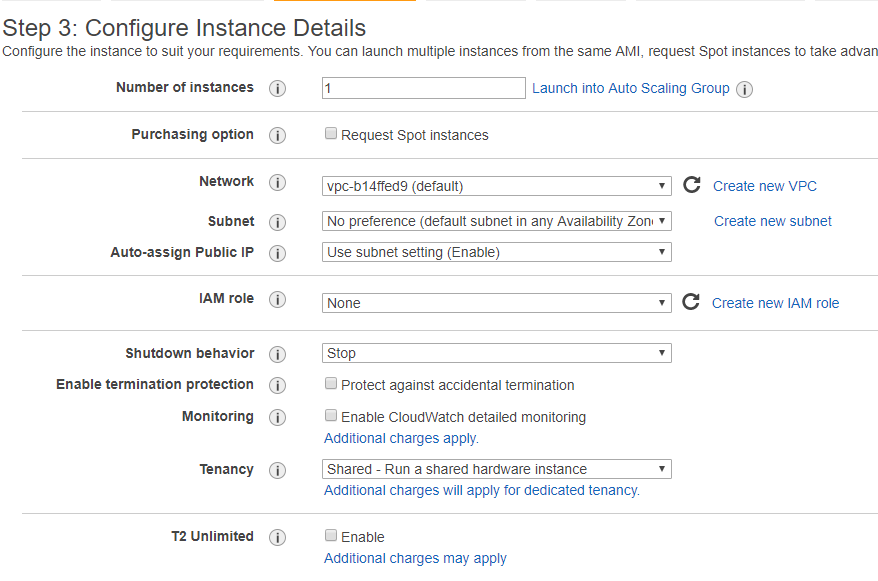 Step 3: Configure Instance Details
Configure the instance to suit your requirements. You can launch multiple instances from the same AMI, request Spot instances to take advan
Number of instances i 1 Launch into Auto Scaling Group i
Purchasing option i Request Spot instances
Network i vpc-b14ffed9 (default) Create new VPC
Subnet i No preference (default subnet in any Availability Zon Create new subnet
Auto-assign Public IP i Use subnet setting (Enable)
IAM role i None Create new IAM role
Shutdown behavior i Stop
Enable termination protection i Protect against accidental termination
Monitoring i Enable CloudWatch detailed monitoring
Additional charges apply.
Tenancy i Shared - Run a shared hardware instance
Additional charges will apply for dedicated tenancy.
T2 Unlimited i Enable
Additional charges may apply